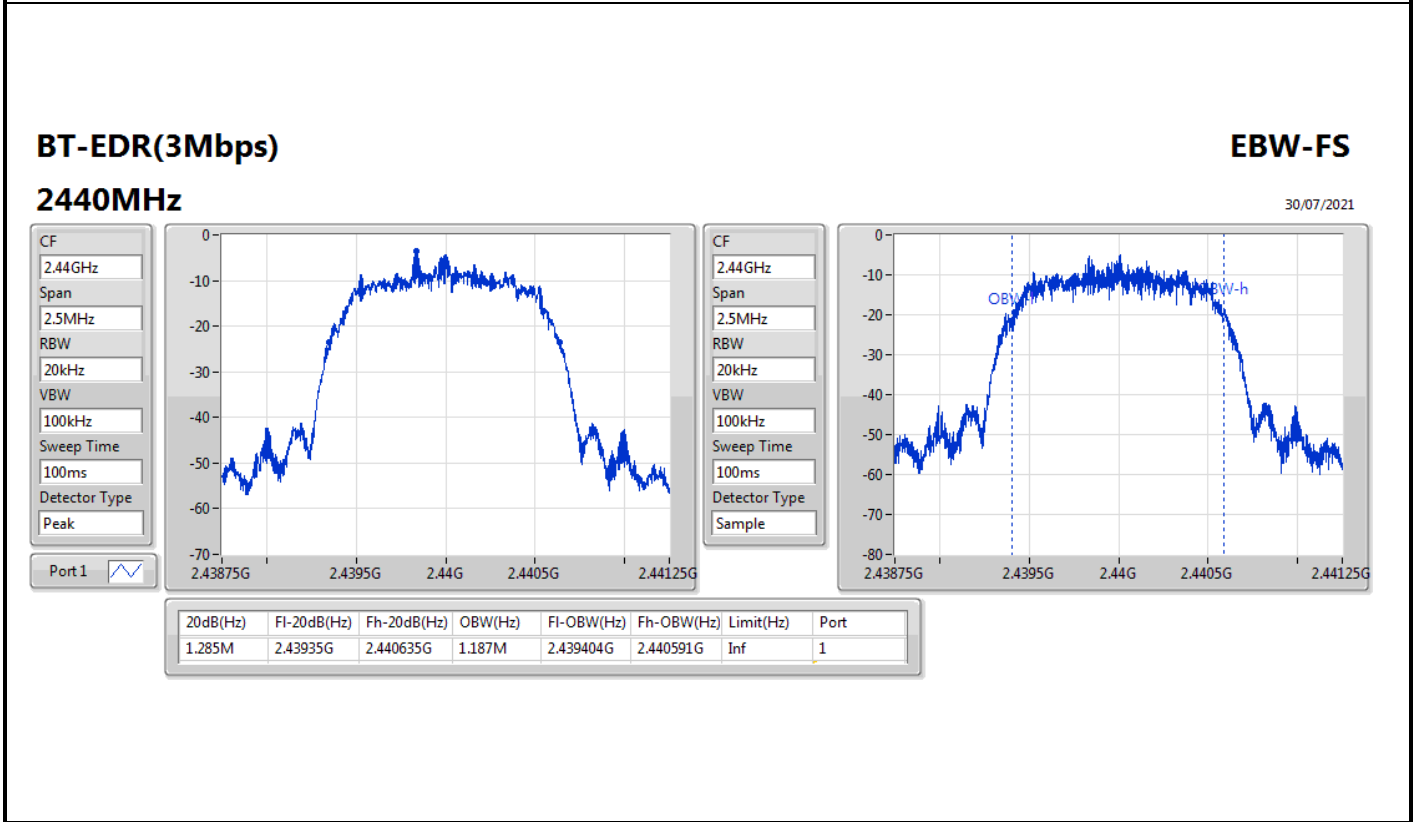 BT-EDR(3Mbps)
EBW-FS
2440MHz
30/07/2021
CF
2.44GHz
Span
2.5MHz
RBW
20kHz
VBW
100kHz
Sweep Time
100ms
Detector Type
Peak
Port 1
0
-10
-20
-30
-40
-50
-60
-70
2.43875G 2.4395G 2.44G 2.4405G 2.44125G
CF
2.44GHz
Span
2.5MHz
RBW
20kHz
VBW
100kHz
Sweep Time
100ms
Detector Type
Sample
0
-10
-20
-30
-40
-50
-60
-70
-80
2.43875G 2.4395G 2.44G 2.4405G 2.44125G
20dB(Hz) Fl-20dB(Hz) Fh-20dB(Hz) OBW(Hz) Fl-OBW(Hz) Fh-OBW(Hz) Limit(Hz) Port
1.285M 2.43935G 2.440635G 1.187M 2.439404G 2.440591G Inf 1